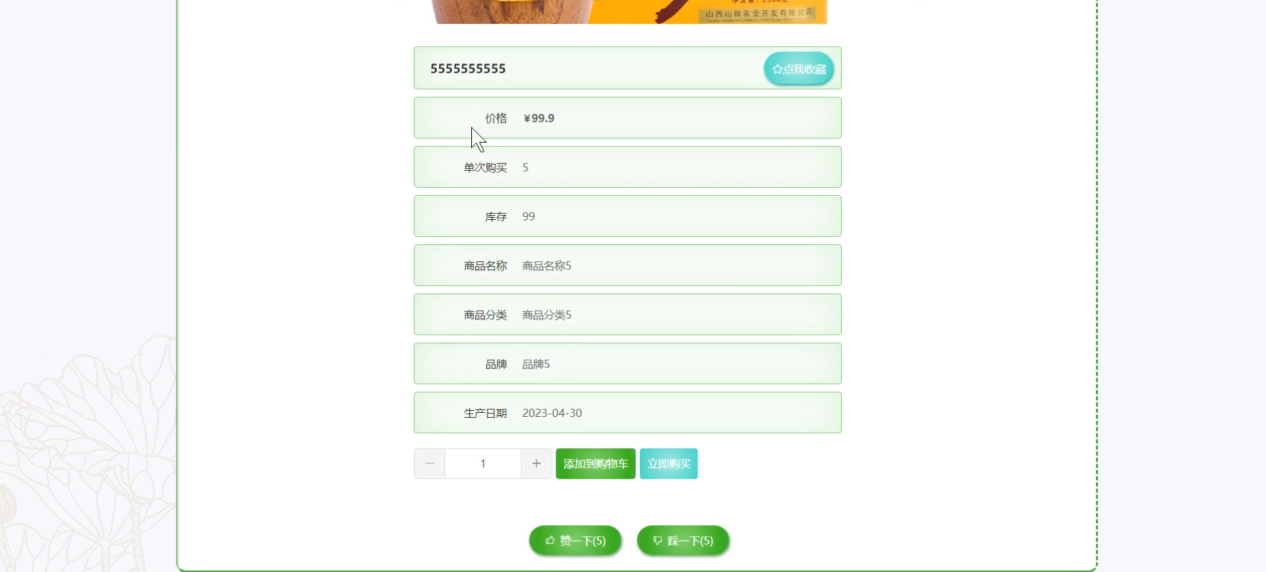 山西山粮农业开发有限公司
5555555555
☆点我收藏
价格 ¥99.9
单次购买 5
库存 99
商品名称 商品名称5
商品分类 商品分类5
品牌 品牌5
生产日期 2023-04-30
− 1 + 添加到购物车 立即购买
赞一下(5) 踩一下(5)